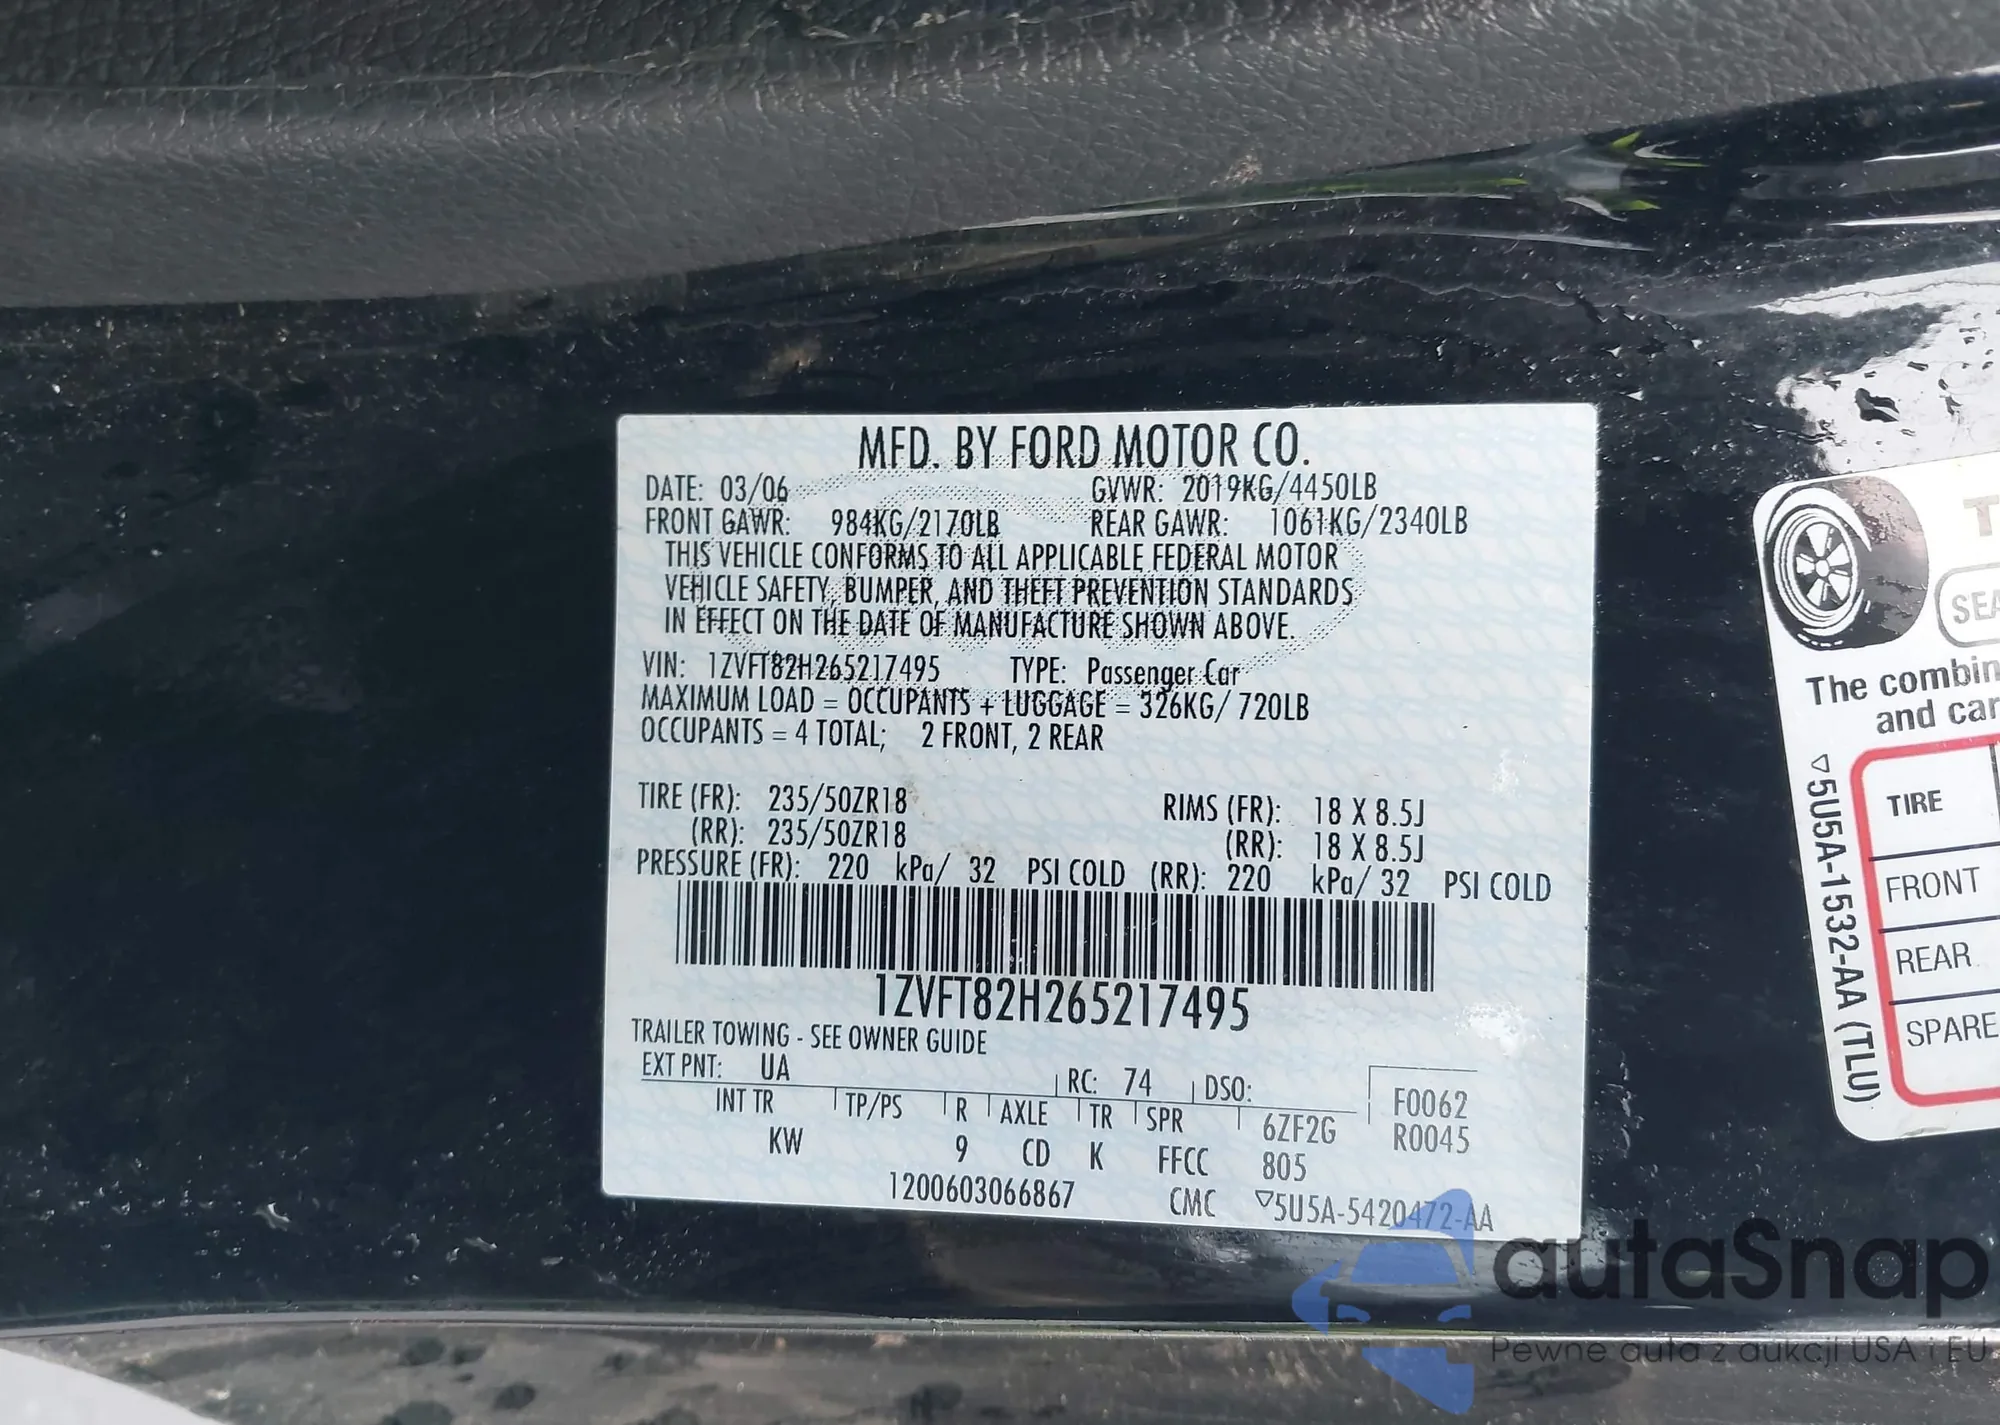 MFD. BY FORD MOTOR CO.
DATE: 03/06 GVWR: 2019KG/4450LB
FRONT GAWR: 984KG/2170LB REAR GAWR: 1061KG/2340LB
THIS VEHICLE CONFORMS TO ALL APPLICABLE FEDERAL MOTOR
VEHICLE SAFETY, BUMPER, AND THEFT PREVENTION STANDARDS
IN EFFECT ON THE DATE OF MANUFACTURE SHOWN ABOVE.
VIN: 1ZVFT82H265217495 TYPE: Passenger Car
MAXIMUM LOAD = OCCUPANTS + LUGGAGE = 326KG/ 720LB
OCCUPANTS = 4 TOTAL; 2 FRONT, 2 REAR
TIRE (FR): 235/50ZR18 RIMS (FR): 18 X 8.5J
(RR): 235/50ZR18 (RR): 18 X 8.5J
PRESSURE (FR): 220 kPa/ 32 PSI COLD (RR): 220 kPa/ 32 PSI COLD
1ZVFT82H265217495
TRAILER TOWING - SEE OWNER GUIDE
EXT PNT: UA RC: 74 DSO:
INT TR TP/PS R AXLE TR SPR 6ZF2G F0062
KW 9 CD K FFCC 805 R0045
1200603066867 CMC ▽5U5A-5420472-AA
SEA
The combin
and car
TIRE
FRONT
REAR
SPARE
▽5U5A-1532-AA (TLU)
autaSnap
Pewne auta z aukcji USA i EU